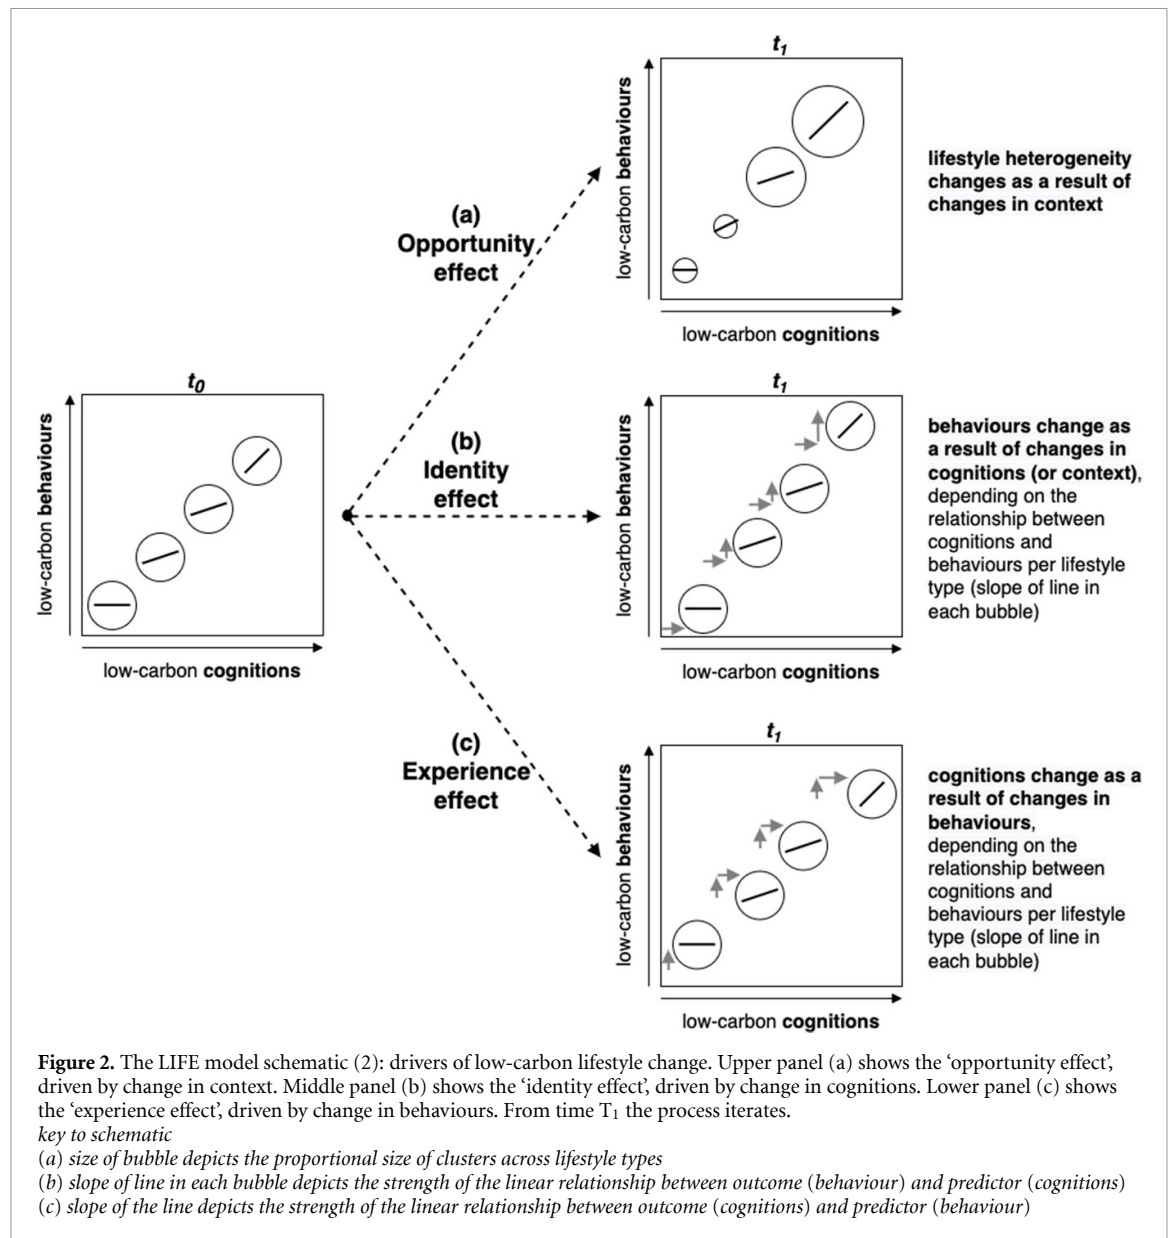 t1
low-carbon behaviours
low-carbon cognitions
lifestyle heterogeneity
changes as a result of
changes in context
(a)
Opportunity
effect
t0
low-carbon behaviours
low-carbon cognitions
(b)
Identity
effect
t1
low-carbon behaviours
low-carbon cognitions
behaviours change as
a result of changes in
cognitions (or context),
depending on the
relationship between
cognitions and
behaviours per lifestyle
type (slope of line in
each bubble)
(c)
Experience
effect
t1
low-carbon behaviours
low-carbon cognitions
cognitions change as a
result of changes in
behaviours,
depending on the
relationship between
cognitions and
behaviours per lifestyle
type (slope of line in
each bubble)
Figure 2. The LIFE model schematic (2): drivers of low-carbon lifestyle change. Upper panel (a) shows the ‘opportunity effect’,
driven by change in context. Middle panel (b) shows the ‘identity effect’, driven by change in cognitions. Lower panel (c) shows
the ‘experience effect’, driven by change in behaviours. From time T1 the process iterates.
key to schematic
(a) size of bubble depicts the proportional size of clusters across lifestyle types
(b) slope of line in each bubble depicts the strength of the linear relationship between outcome (behaviour) and predictor (cognitions)
(c) slope of the line depicts the strength of the linear relationship between outcome (cognitions) and predictor (behaviour)